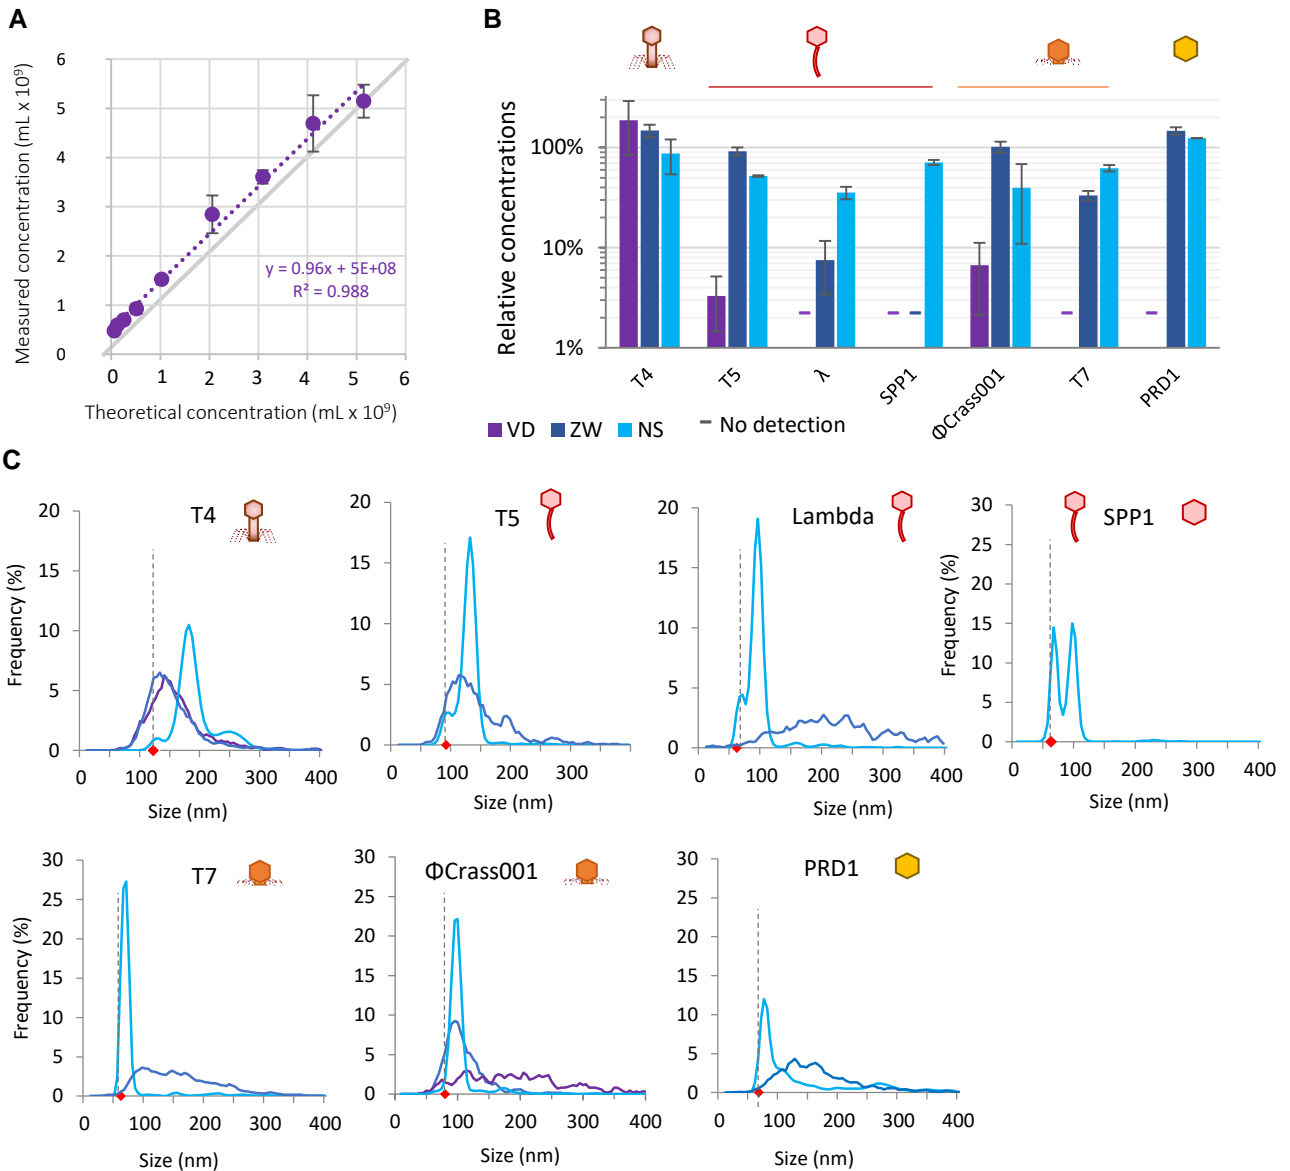 A
Measured concentration (mL x 10⁹)
6
5
4
3
2
1
0
y = 0.96x + 5E+08
R² = 0.988
0 1 2 3 4 5 6
Theoretical concentration (mL x 10⁹)
B
Relative concentrations
100%
10%
1%
T4 T5 λ SPP1 ΦCrass001 T7 PRD1
VD ZW NS No detection
C
T4
Frequency (%)
20
15
10
5
0
0 100 200 300 400
Size (nm)
T5
20
15
10
5
0
0 100 200 300
Size (nm)
Lambda
20
15
10
5
0
0 100 200 300 400
Size (nm)
SPP1
Frequency (%)
30
25
20
15
10
5
0
0 100 200 300 400
Size (nm)
T7
Frequency (%)
30
25
20
15
10
5
0
0 100 200 300 400
Size (nm)
ΦCrass001
30
25
20
15
10
5
0
0 100 200 300 400
Size (nm)
PRD1
30
25
20
15
10
5
0
0 100 200 300 400
Size (nm)